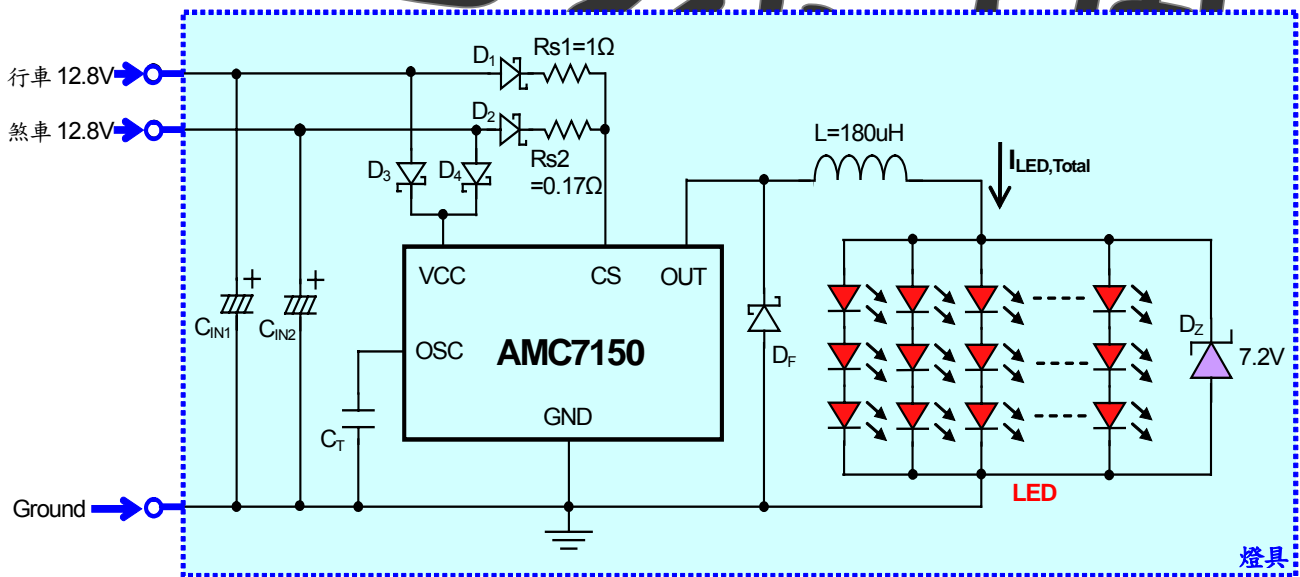 行車 12.8V
煞車 12.8V
Ground
D1
Rs1=1Ω
D2
Rs2
=0.17Ω
D3
D4
L=180uH
ILED,Total
VCC
CS
OUT
OSC
AMC7150
GND
+
CIN1
+
CIN2
CT
DF
DZ
7.2V
LED
燈具